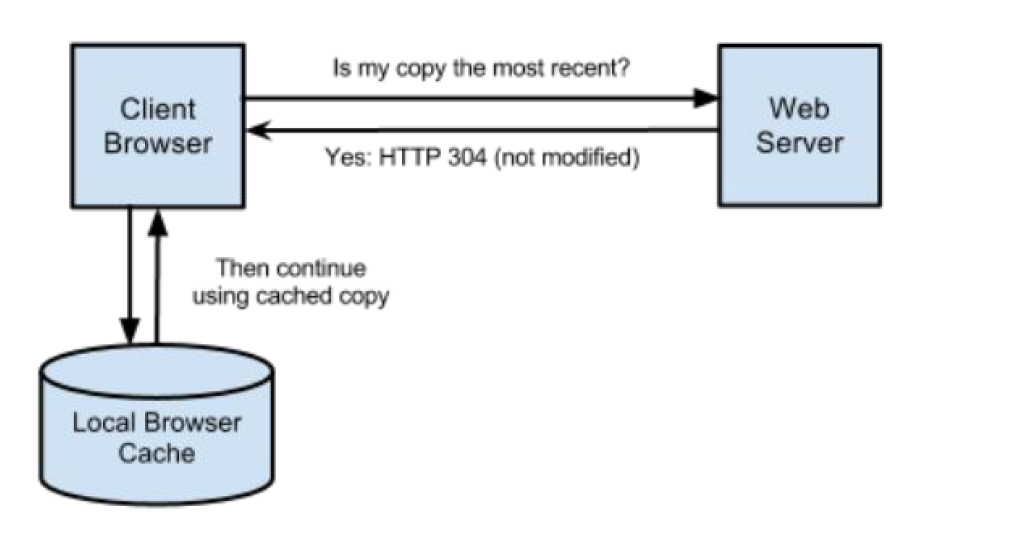 Is my copy the most recent?
Client
Browser
Web
Server
Yes: HTTP 304 (not modified)
Then continue
using cached copy
Local Browser
Cache